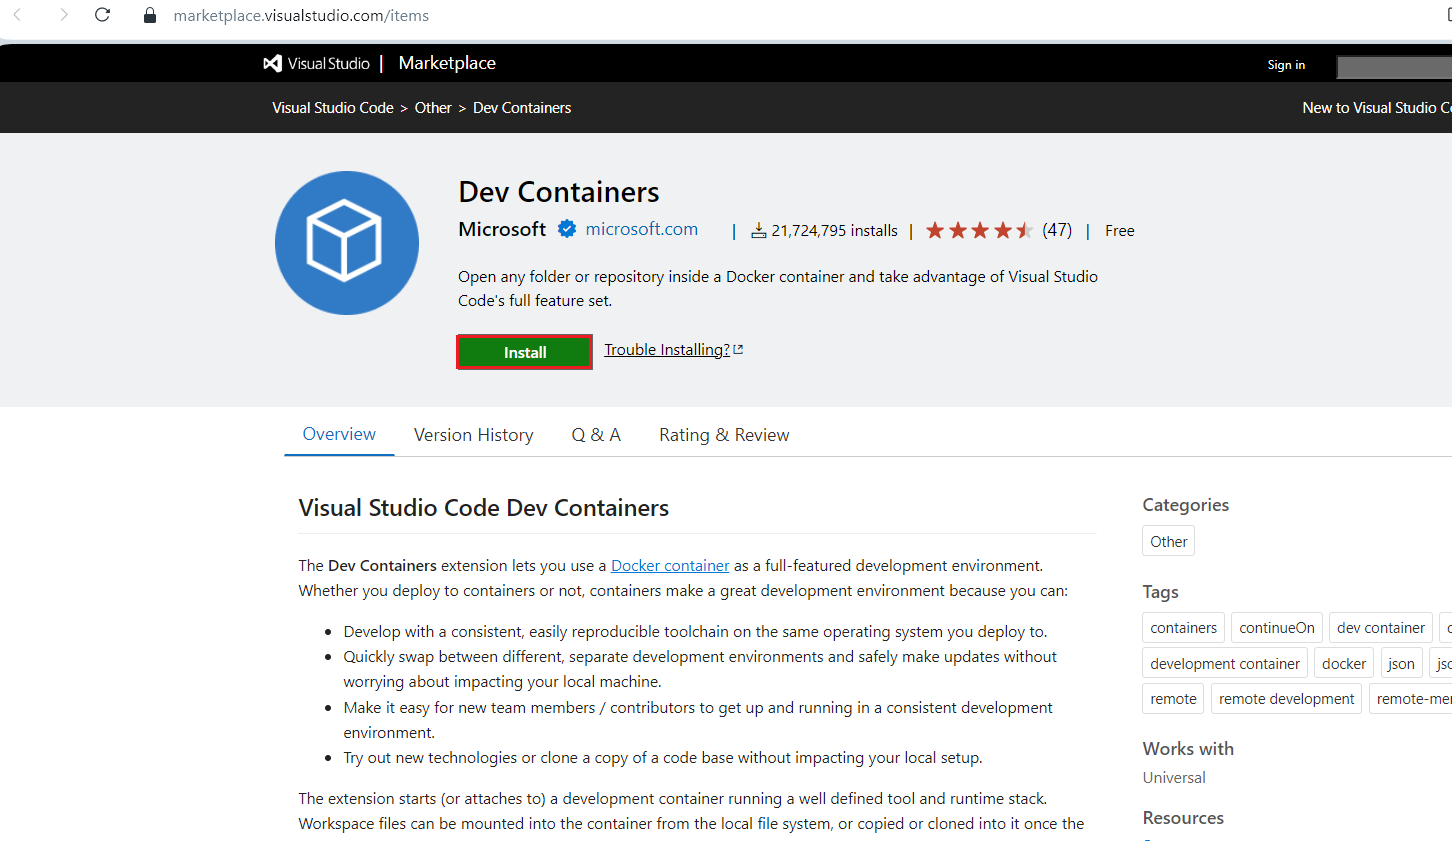 marketplace.visualstudio.com/items
Visual Studio | Marketplace
Sign in
Visual Studio Code > Other > Dev Containers
New to Visual Studio
Dev Containers
Microsoft microsoft.com | 21,724,795 installs | (47) | Free
Open any folder or repository inside a Docker container and take advantage of Visual Studio
Code's full feature set.
Install Trouble Installing?
Overview Version History Q & A Rating & Review
Visual Studio Code Dev Containers
The Dev Containers extension lets you use a Docker container as a full-featured development environment.
Whether you deploy to containers or not, containers make a great development environment because you can:
• Develop with a consistent, easily reproducible toolchain on the same operating system you deploy to.
• Quickly swap between different, separate development environments and safely make updates without
worrying about impacting your local machine.
• Make it easy for new team members / contributors to get up and running in a consistent development
environment.
• Try out new technologies or clone a copy of a code base without impacting your local setup.
The extension starts (or attaches to) a development container running a well defined tool and runtime stack.
Workspace files can be mounted into the container from the local file system, or copied or cloned into it once the
Categories
Other
Tags
containers continueOn dev container
development container docker json
remote remote development
Works with
Universal
Resources